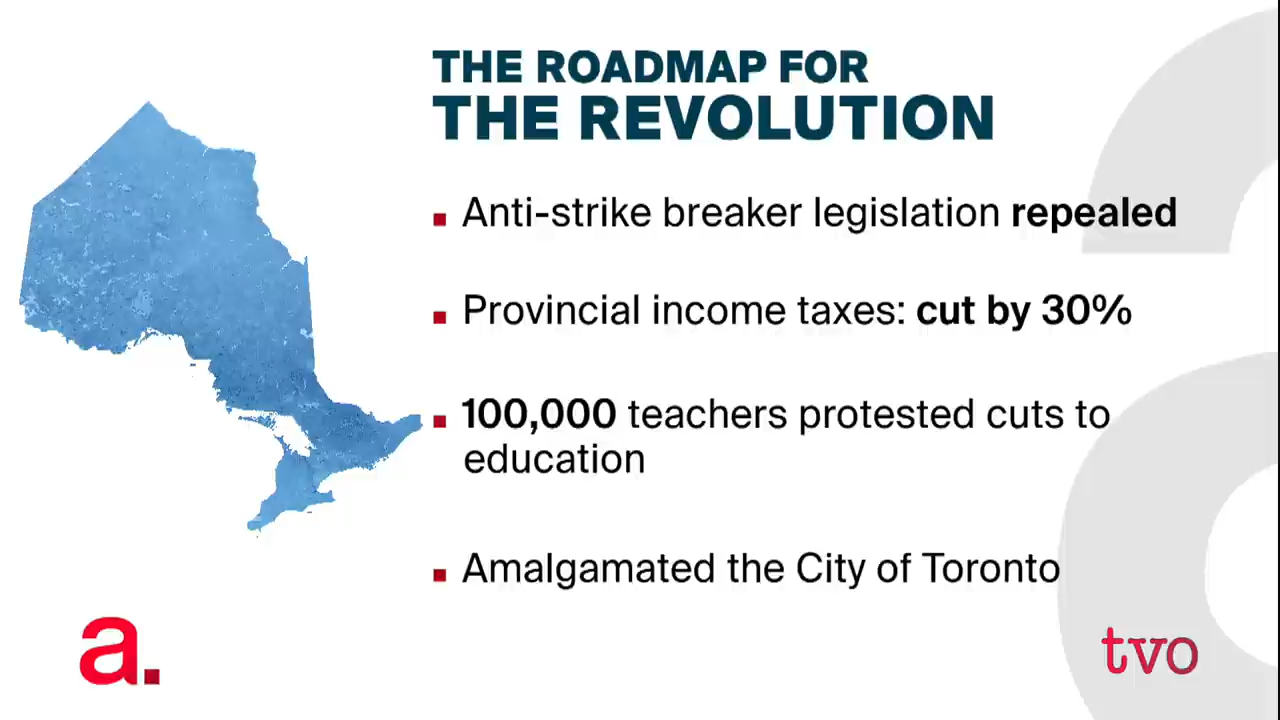 THE ROADMAP FOR
THE REVOLUTION
Anti-strike breaker legislation repealed
Provincial income taxes: cut by 30%
100,000 teachers protested cuts to
education
Amalgamated the City of Toronto
a.
tvo